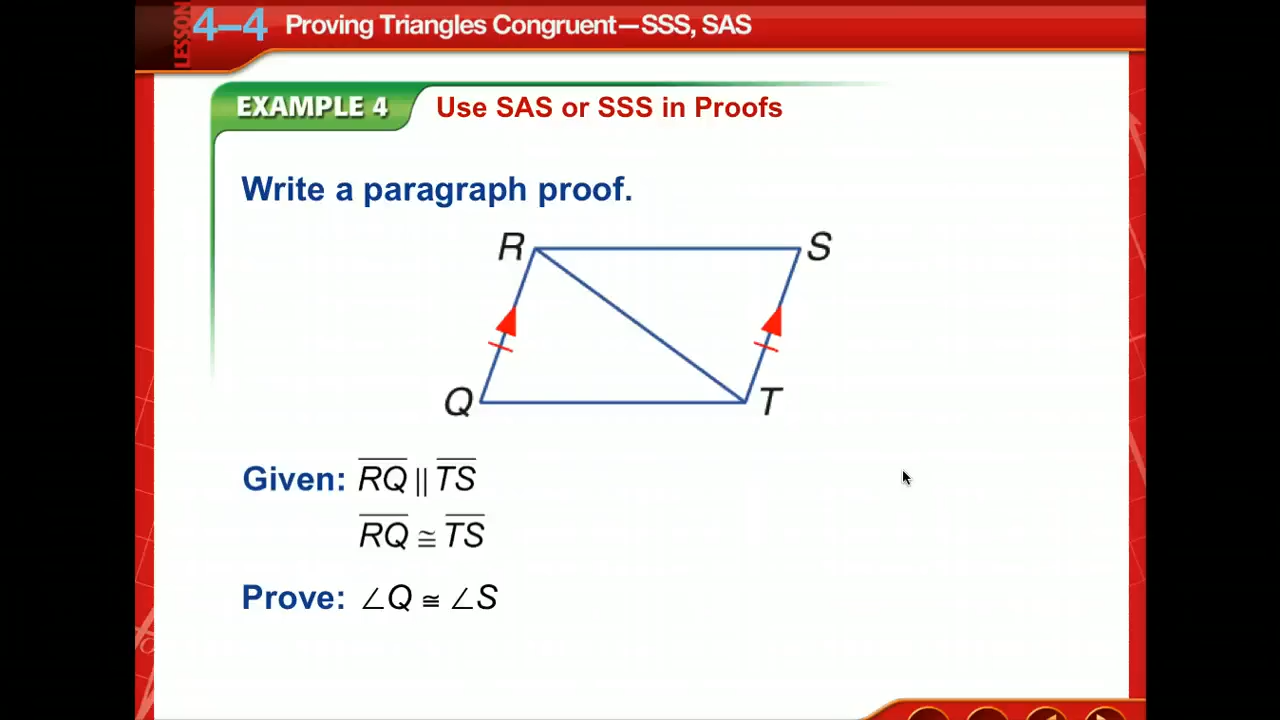 LESSON
4–4 Proving Triangles Congruent—SSS, SAS
EXAMPLE 4 Use SAS or SSS in Proofs
Write a paragraph proof.
R S
Q T
Given: RQ || TS
RQ ≅ TS
Prove: ∠Q ≅ ∠S